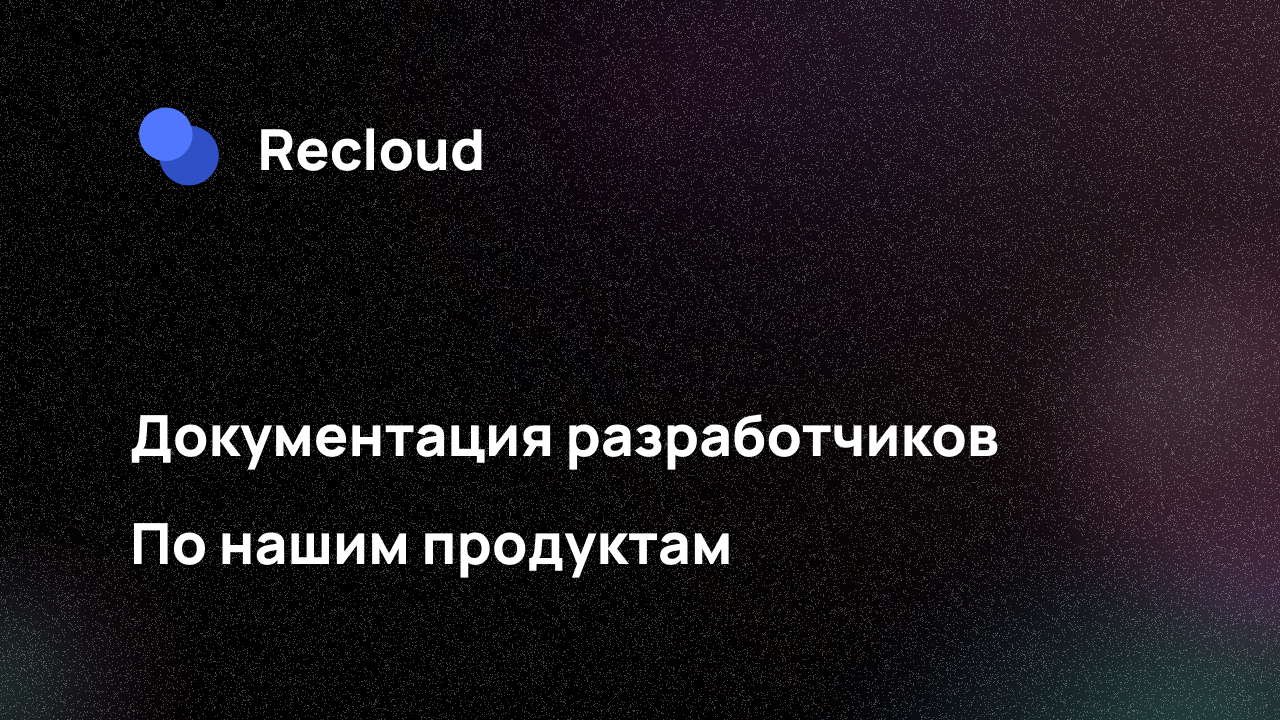 Recloud
Документация разработчиков
По нашим продуктам